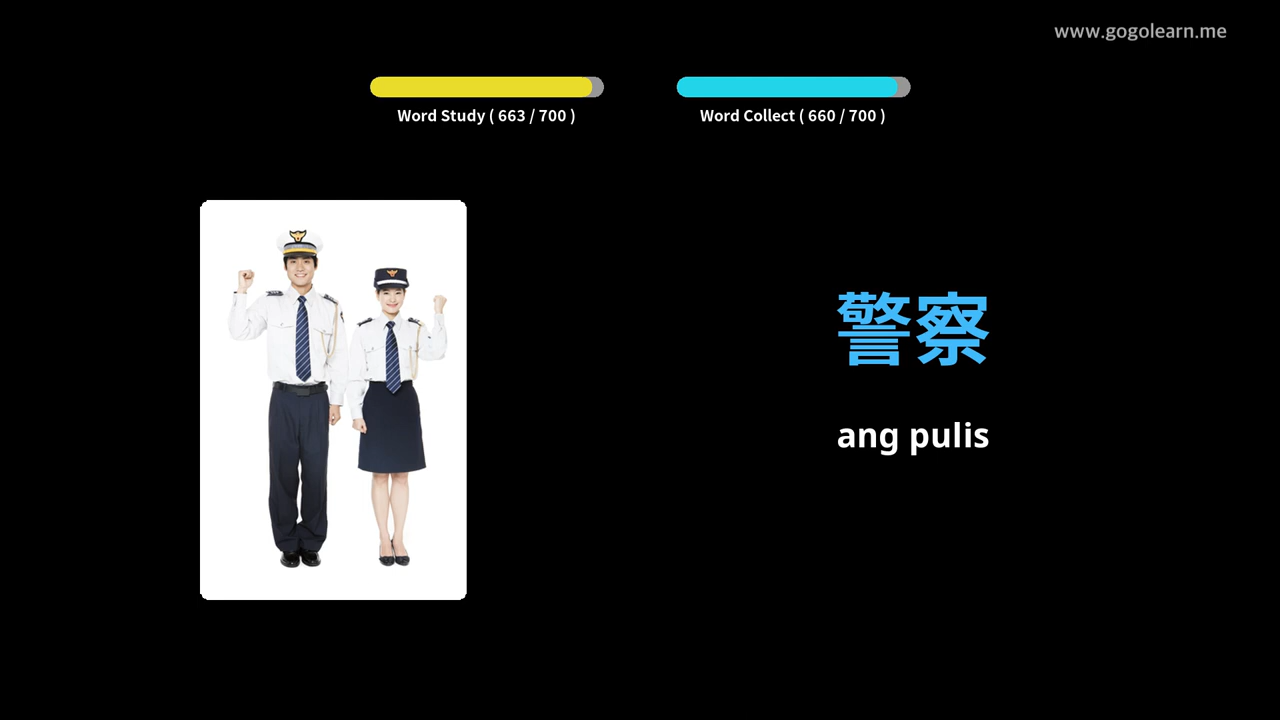 www.gogolearn.me
Word Study ( 663 / 700 )
Word Collect ( 660 / 700 )
警察
ang pulis